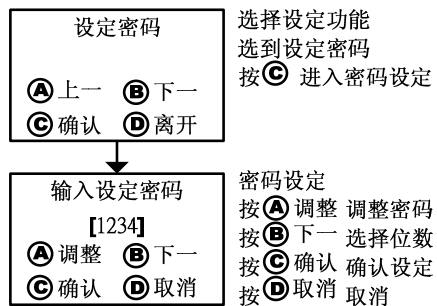 设定密码
Ⓐ上一 Ⓑ下一
Ⓒ确认 Ⓓ离开
选择设定功能
选到设定密码
按Ⓒ 进入密码设定
输入设定密码
[1234]
Ⓐ调整 Ⓑ下一
Ⓒ确认 Ⓓ取消
密码设定
按Ⓐ调整 调整密码
按Ⓑ下一 选择位数
按Ⓒ确认 确认设定
按Ⓓ取消 取消